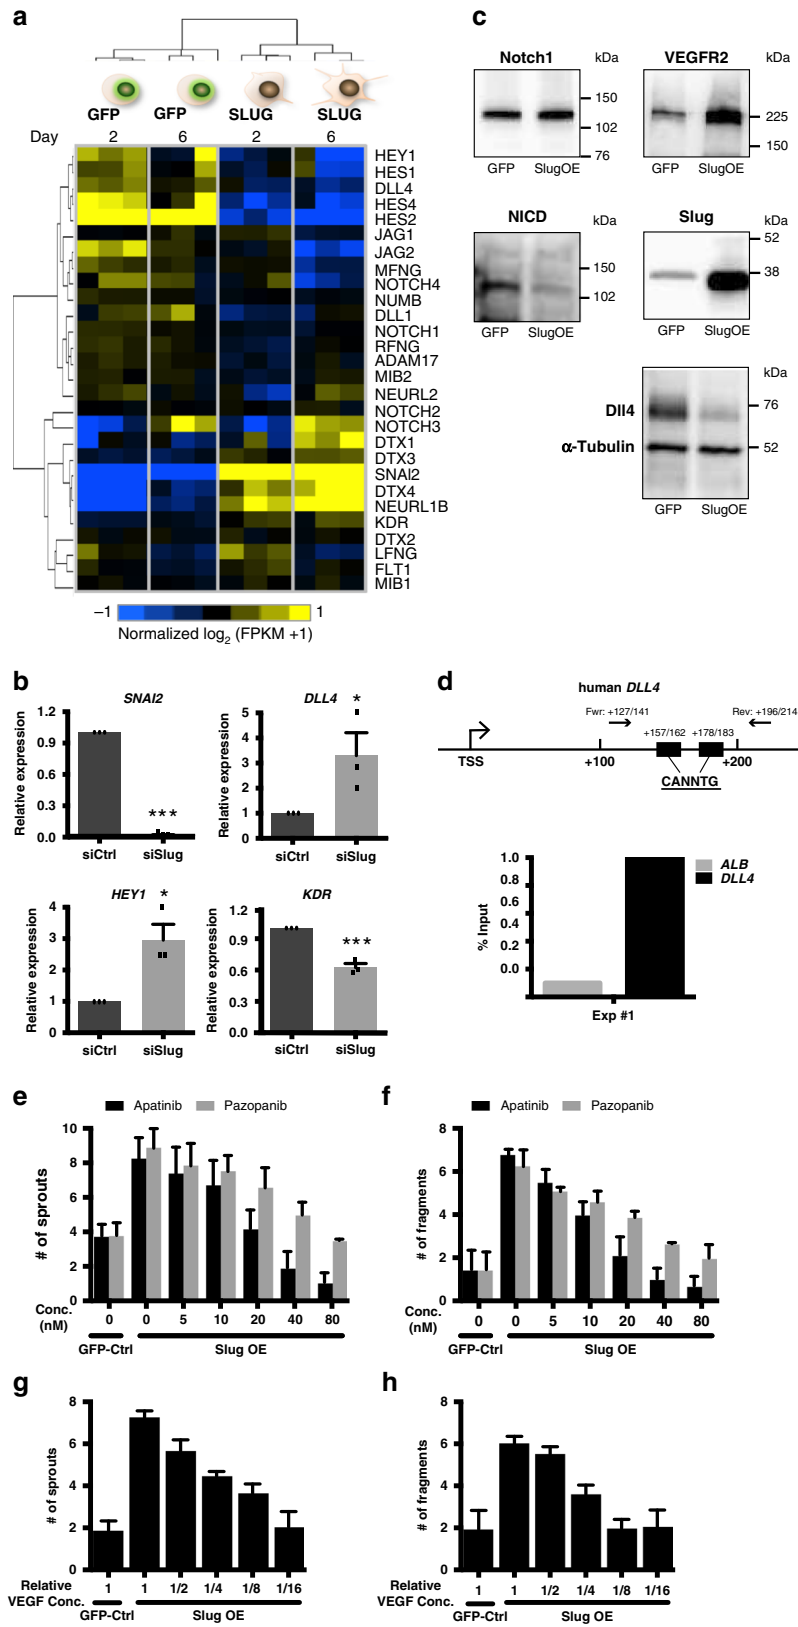 a
GFP GFP SLUG SLUG
Day 2 6 2 6
HEY1
HES1
DLL4
HES4
HES2
JAG1
JAG2
MFNG
NOTCH4
NUMB
DLL1
NOTCH1
RFNG
ADAM17
MIB2
NEURL2
NOTCH2
NOTCH3
DTX1
DTX3
SNAI2
DTX4
NEURL1B
KDR
DTX2
LFNG
FLT1
MIB1
−1 1
Normalized log2 (FPKM +1)
c
Notch1 kDa
150
102
76
GFP SlugOE
VEGFR2 kDa
225
150
GFP SlugOE
NICD kDa
150
102
GFP SlugOE
Slug kDa
52
38
GFP SlugOE
kDa
Dll4 76
α-Tubulin 52
GFP SlugOE
b
SNAI2
Relative expression
1.2
0.9
0.6
0.3
0.0
***
siCtrl siSlug
DLL4
Relative expression
5
4
3
2
1
0
*
siCtrl siSlug
HEY1
Relative expression
4
3
2
1
0
*
siCtrl siSlug
KDR
Relative expression
1.2
0.9
0.6
0.3
0
***
siCtrl siSlug
d
human DLL4
Fwr: +127/141 Rev: +196/214
+157/162 +178/183
TSS +100 +200
CANNTG
% Input
1.0
0.8
0.6
0.4
0.2
0.0
ALB
DLL4
Exp #1
e
Apatinib Pazopanib
# of sprouts
10
8
6
4
2
0
Conc. (nM)
0 0 5 10 20 40 80
GFP-Ctrl Slug OE
f
Apatinib Pazopanib
# of fragments
8
6
4
2
0
Conc. (nM)
0 0 5 10 20 40 80
GFP-Ctrl Slug OE
g
# of sprouts
8
6
4
2
0
Relative VEGF Conc.
1 1 1/2 1/4 1/8 1/16
GFP-Ctrl Slug OE
h
# of fragments
8
6
4
2
0
Relative VEGF Conc.
1 1 1/2 1/4 1/8 1/16
GFP-Ctrl Slug OE